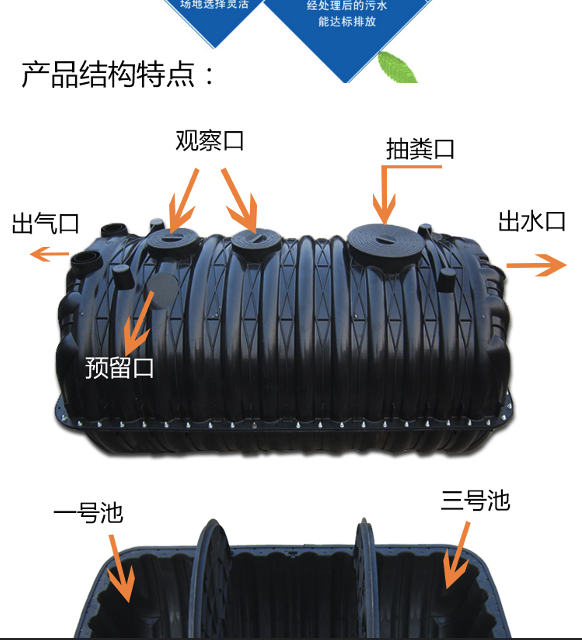 场地选择灵活
经处理后的污水
能达标排放
产品结构特点：
观察口
抽粪口
出气口
出水口
预留口
一号池
三号池